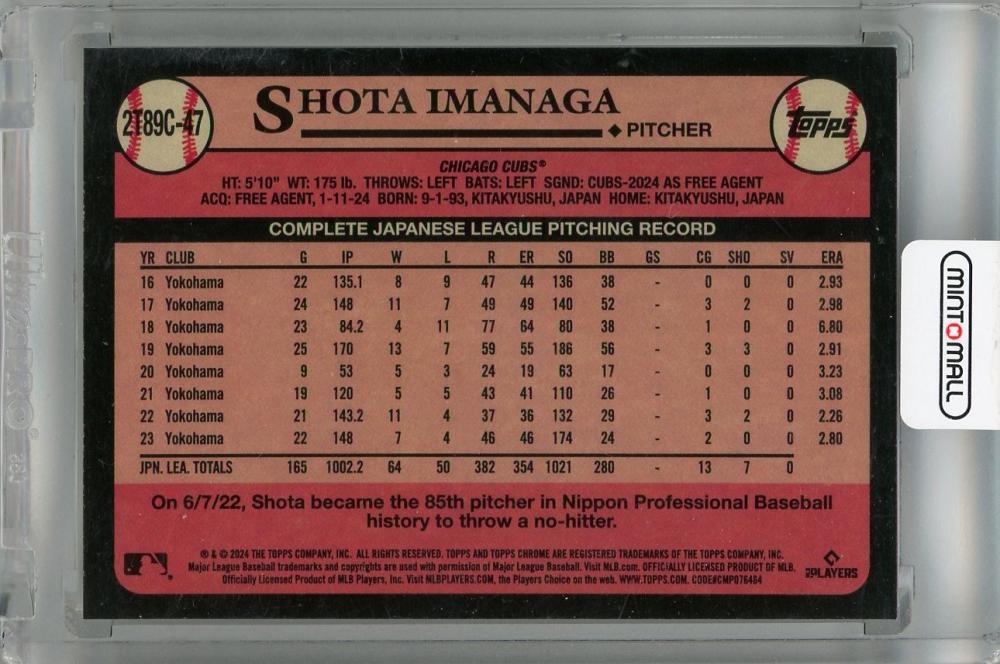 2T89C-47
SHOTA IMANAGA
PITCHER
Topps
CHICAGO CUBS®
HT: 5'10" WT: 175 lb. THROWS: LEFT BATS: LEFT SGND: CUBS-2024 AS FREE AGENT
ACQ: FREE AGENT, 1-11-24 BORN: 9-1-93, KITAKYUSHU, JAPAN HOME: KITAKYUSHU, JAPAN
COMPLETE JAPANESE LEAGUE PITCHING RECORD
YR CLUB G IP W L R ER SO BB GS CG SHO SV ERA
16 Yokohama 22 135.1 8 9 47 44 136 38 - 0 0 0 2.93
17 Yokohama 24 148 11 7 49 49 140 52 - 3 2 0 2.98
18 Yokohama 23 84.2 4 11 77 64 80 38 - 1 0 0 6.80
19 Yokohama 25 170 13 7 59 55 186 56 - 3 3 0 2.91
20 Yokohama 9 53 5 3 24 19 63 17 - 0 0 0 3.23
21 Yokohama 19 120 5 5 43 41 110 26 - 1 0 0 3.08
22 Yokohama 21 143.2 11 4 37 36 132 29 - 3 2 0 2.26
23 Yokohama 22 148 7 4 46 46 174 24 - 2 0 0 2.80
JPN. LEA. TOTALS 165 1002.2 64 50 382 354 1021 280 - 13 7 0
On 6/7/22, Shota became the 85th pitcher in Nippon Professional Baseball
history to throw a no-hitter.
® & © 2024 THE TOPPS COMPANY, INC. ALL RIGHTS RESERVED. TOPPS AND TOPPS CHROME ARE REGISTERED TRADEMARKS OF THE TOPPS COMPANY, INC.
Major League Baseball trademarks and copyrights are used with permission of Major League Baseball. Visit MLB.com. OFFICIALLY LICENSED PRODUCT OF MLB.
Officially Licensed Product of MLB Players, Inc. Visit MLBPLAYERS.COM, the Players Choice on the web. WWW.TOPPS.COM. CODE#CMP076484
MLBPLAYERS
MINT MALL